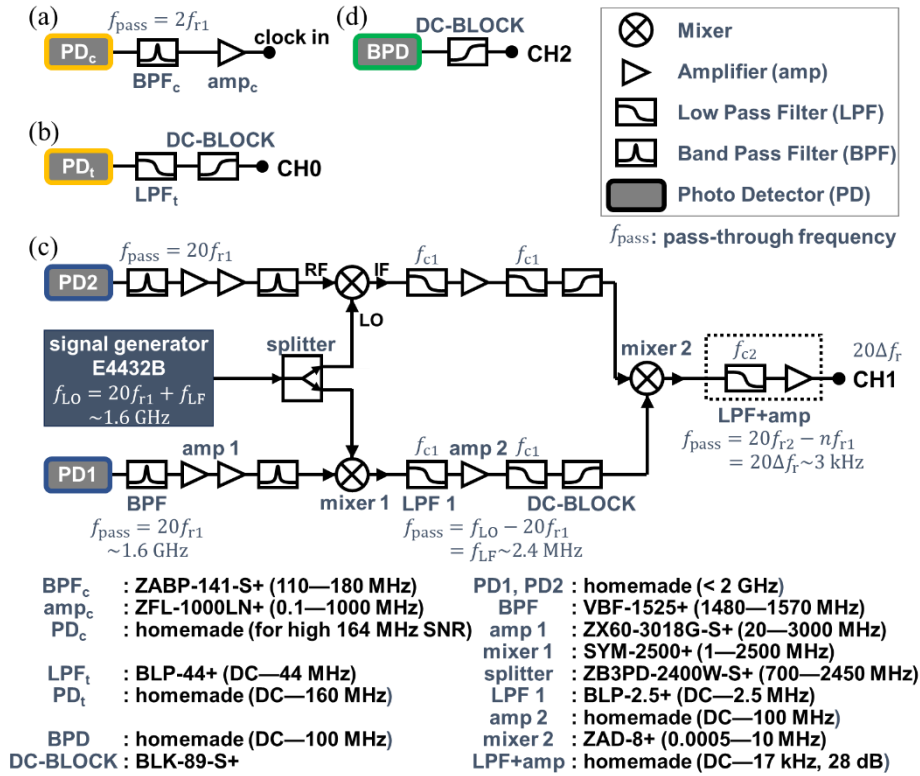 (a)
f_pass = 2f_r1
PD_c
BPF_c
amp_c
clock in
(d)
DC-BLOCK
BPD
CH2
Mixer
Amplifier (amp)
Low Pass Filter (LPF)
Band Pass Filter (BPF)
Photo Detector (PD)
f_pass: pass-through frequency
(b)
DC-BLOCK
PD_t
LPF_t
CH0
(c)
f_pass = 20f_r1
PD2
RF
IF
LO
f_c1
f_c1
signal generator
E4432B
f_LO = 20f_r1 + f_LF
~1.6 GHz
splitter
mixer 2
f_c2
20Δf_r
CH1
LPF+amp
f_pass = 20f_r2 − nf_r1
= 20Δf_r~3 kHz
PD1
amp 1
BPF
f_pass = 20f_r1
~1.6 GHz
mixer 1
f_c1
amp 2
f_c1
LPF 1
DC-BLOCK
f_pass = f_LO − 20f_r1
= f_LF~2.4 MHz
BPF_c : ZABP-141-S+ (110—180 MHz)
amp_c : ZFL-1000LN+ (0.1—1000 MHz)
PD_c : homemade (for high 164 MHz SNR)
LPF_t : BLP-44+ (DC—44 MHz)
PD_t : homemade (DC—160 MHz)
BPD : homemade (DC—100 MHz)
DC-BLOCK : BLK-89-S+
PD1, PD2 : homemade (< 2 GHz)
BPF : VBF-1525+ (1480—1570 MHz)
amp 1 : ZX60-3018G-S+ (20—3000 MHz)
mixer 1 : SYM-2500+ (1—2500 MHz)
splitter : ZB3PD-2400W-S+ (700—2450 MHz)
LPF 1 : BLP-2.5+ (DC—2.5 MHz)
amp 2 : homemade (DC—100 MHz)
mixer 2 : ZAD-8+ (0.0005—10 MHz)
LPF+amp : homemade (DC—17 kHz, 28 dB)